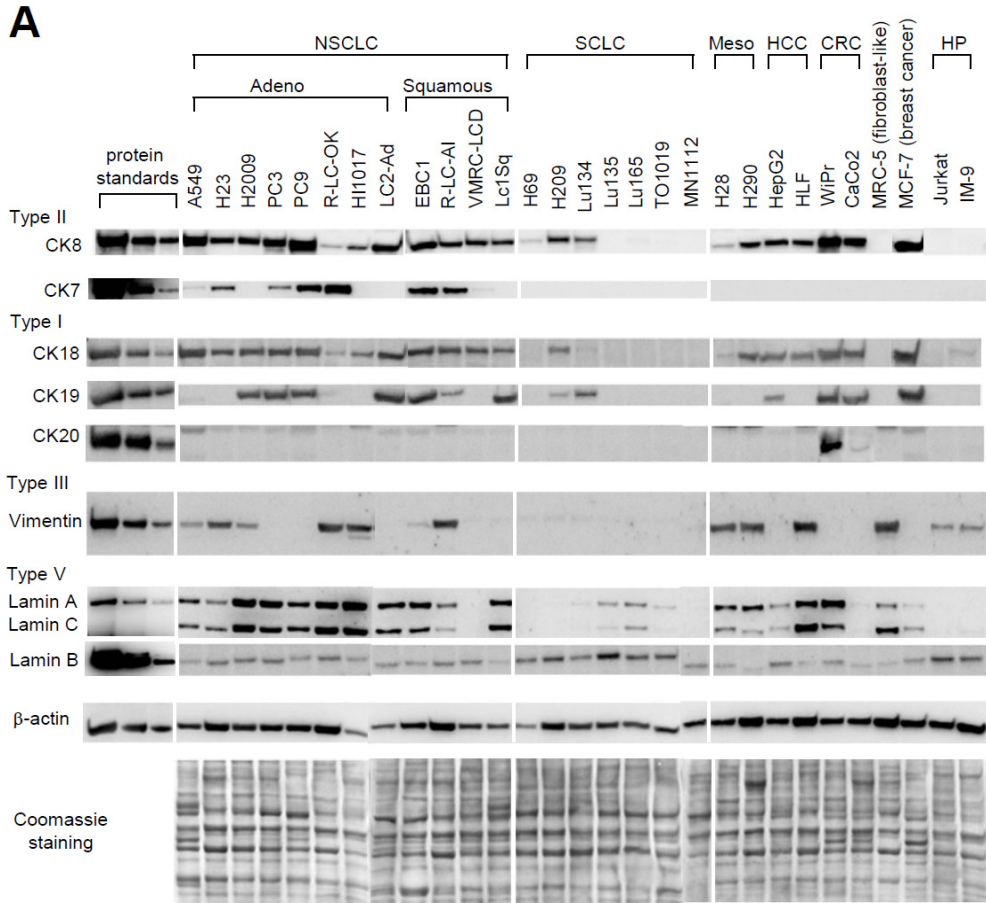 A
NSCLC
SCLC
Meso
HCC
CRC
MRC-5 (fibroblast-like)
MCF-7 (breast cancer)
HP
Adeno
Squamous
protein
standards
A549
H23
H2009
PC3
PC9
R-LC-OK
HI1017
LC2-Ad
EBC1
R-LC-AI
VMRC-LCD
Lc1Sq
H69
H209
Lu134
Lu135
Lu165
TO1019
MN1112
H28
H290
HepG2
HLF
WiPr
CaCo2
Jurkat
IM-9
Type II
CK8
CK7
Type I
CK18
CK19
CK20
Type III
Vimentin
Type V
Lamin A
Lamin C
Lamin B
β-actin
Coomassie
staining